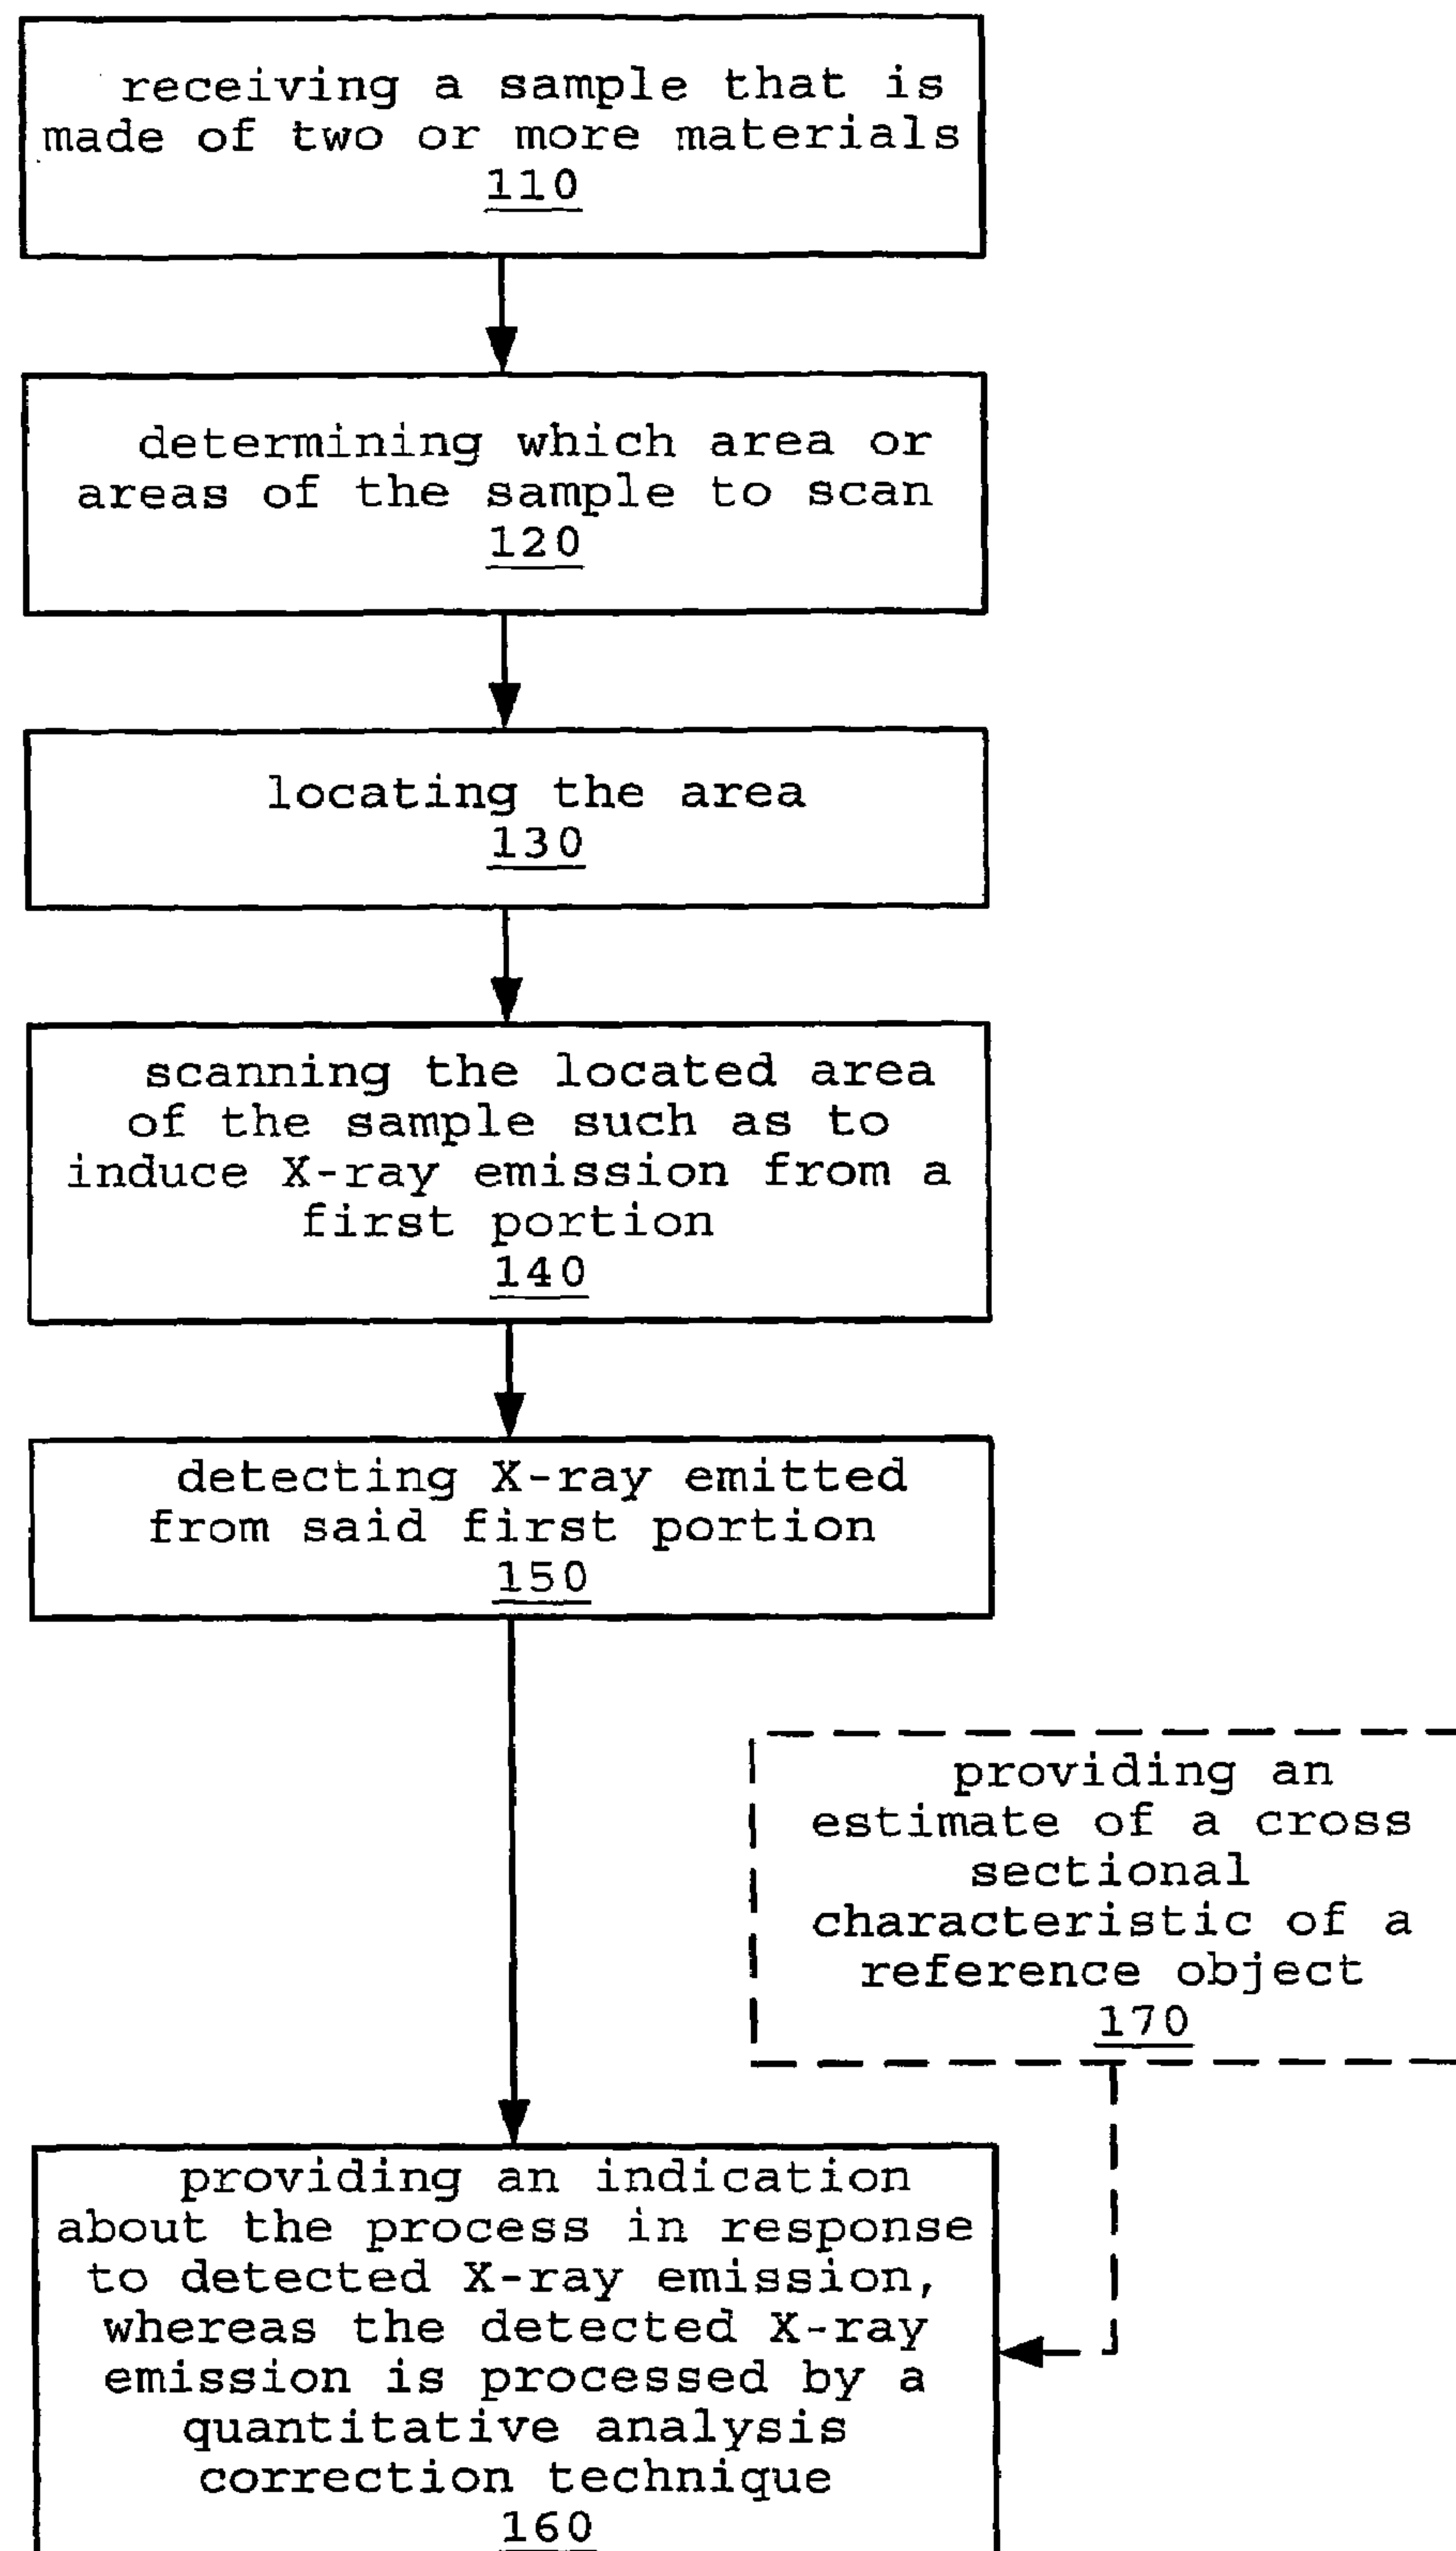 receiving a sample that is
made of two or more materials
110
determining which area or
areas of the sample to scan
120
locating the area
130
scanning the located area
of the sample such as to
induce X-ray emission from a
first portion
140
detecting X-ray emitted
from said first portion
150
providing an
estimate of a cross
sectional
characteristic of a
reference object
170
providing an indication
about the process in response
to detected X-ray emission,
whereas the detected X-ray
emission is processed by a
quantitative analysis
correction technique
160